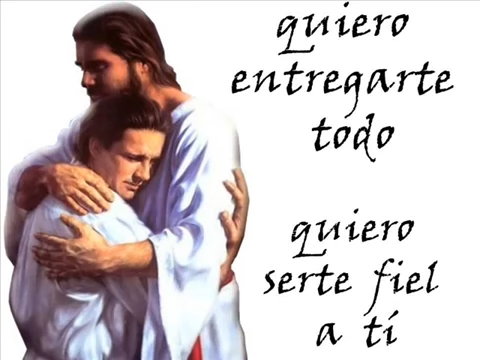 quiero
entregarte
todo
quiero
serte fiel
a tí